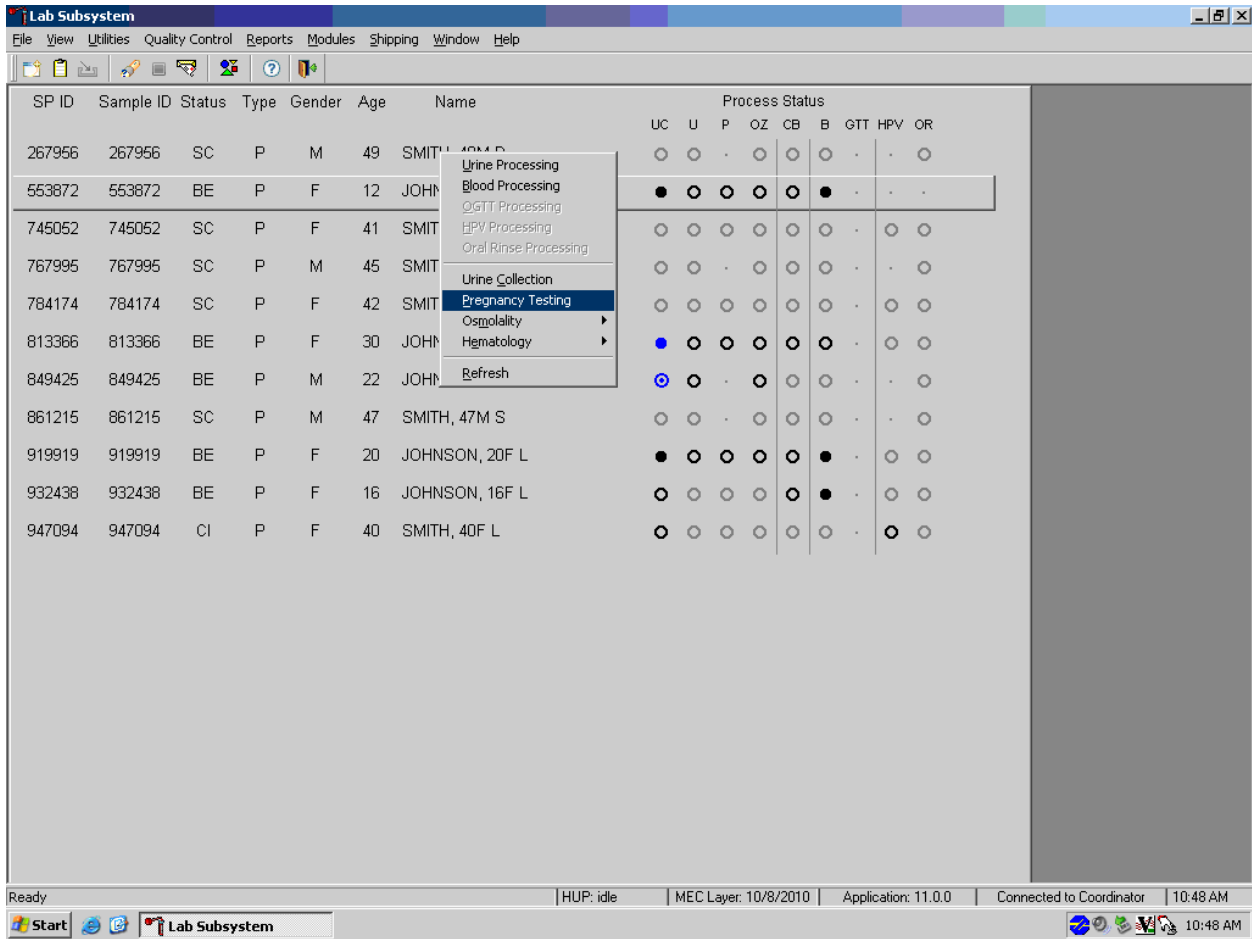 Lab Subsystem
File View Utilities Quality Control Reports Modules Shipping Window Help
SP ID Sample ID Status Type Gender Age Name Process Status
UC U P OZ CB B GTT HPV OR
267956 267956 SC P M 49
553872 553872 BE P F 12
745052 745052 SC P F 41 SMIT
767995 767995 SC P M 45 SMIT
784174 784174 SC P F 42 SMIT
813366 813366 BE P F 30
849425 849425 BE P M 22
861215 861215 SC P M 47 SMITH, 47M S
919919 919919 BE P F 20 JOHNSON, 20F L
932438 932438 BE P F 16 JOHNSON, 16F L
947094 947094 CI P F 40 SMITH, 40F L
Urine Processing
Blood Processing
OGTT Processing
HPV Processing
Oral Rinse Processing
Urine Collection
Pregnancy Testing
Osmolality
Hematology
Refresh
Ready HUP: idle MEC Layer: 10/8/2010 Application: 11.0.0 Connected to Coordinator 10:48 AM
Start Lab Subsystem 10:48 AM